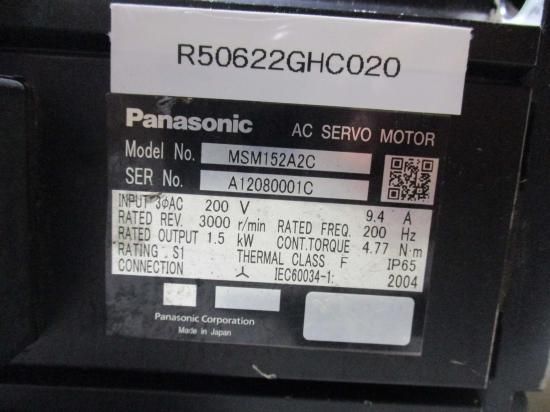 R50622GHC020
Panasonic AC SERVO MOTOR
Model No. MSM152A2C
SER No. A12080001C
INPUT 3φAC 200 V 9.4 A
RATED REV. 3000 r/min RATED FREQ. 200 Hz
RATED OUTPUT 1.5 kW CONT.TORQUE 4.77 N·m
RATING S1 THERMAL CLASS F IP65
CONNECTION IEC60034-1: 2004
Panasonic Corporation
Made in Japan